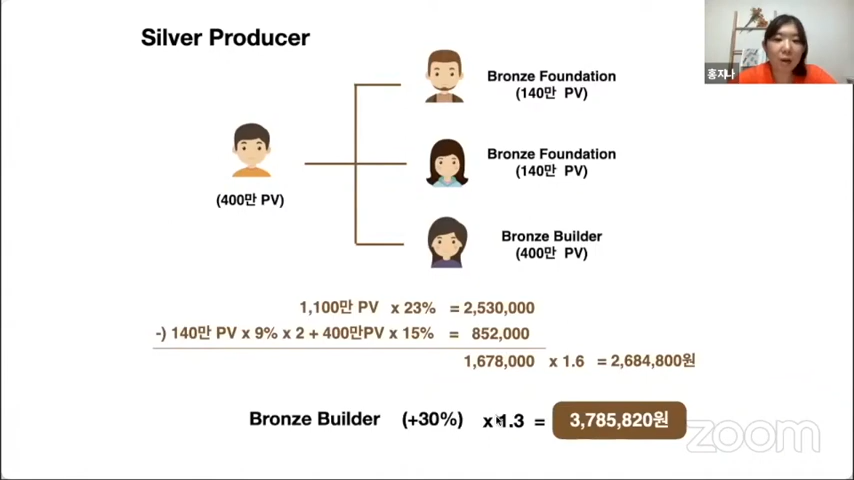 Silver Producer
홍지나
Bronze Foundation
(140만 PV)
Bronze Foundation
(140만 PV)
(400만 PV)
Bronze Builder
(400만 PV)
1,100만 PV x 23% = 2,530,000
-) 140만 PV x 9% x 2 + 400만PV x 15% = 852,000
1,678,000 x 1.6 = 2,684,800원
Bronze Builder (+30%) x 1.3 = 3,785,820원
zoom